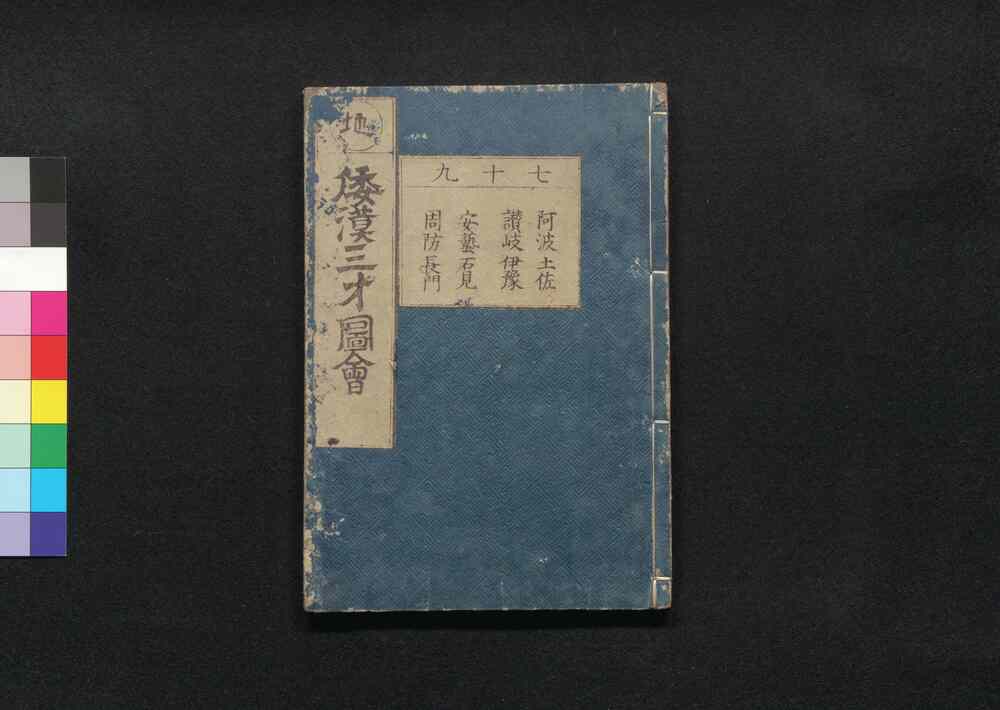 地
倭漢三才圖會
七十九
阿波土佐
讃岐伊豫
安藝石見
周防長門